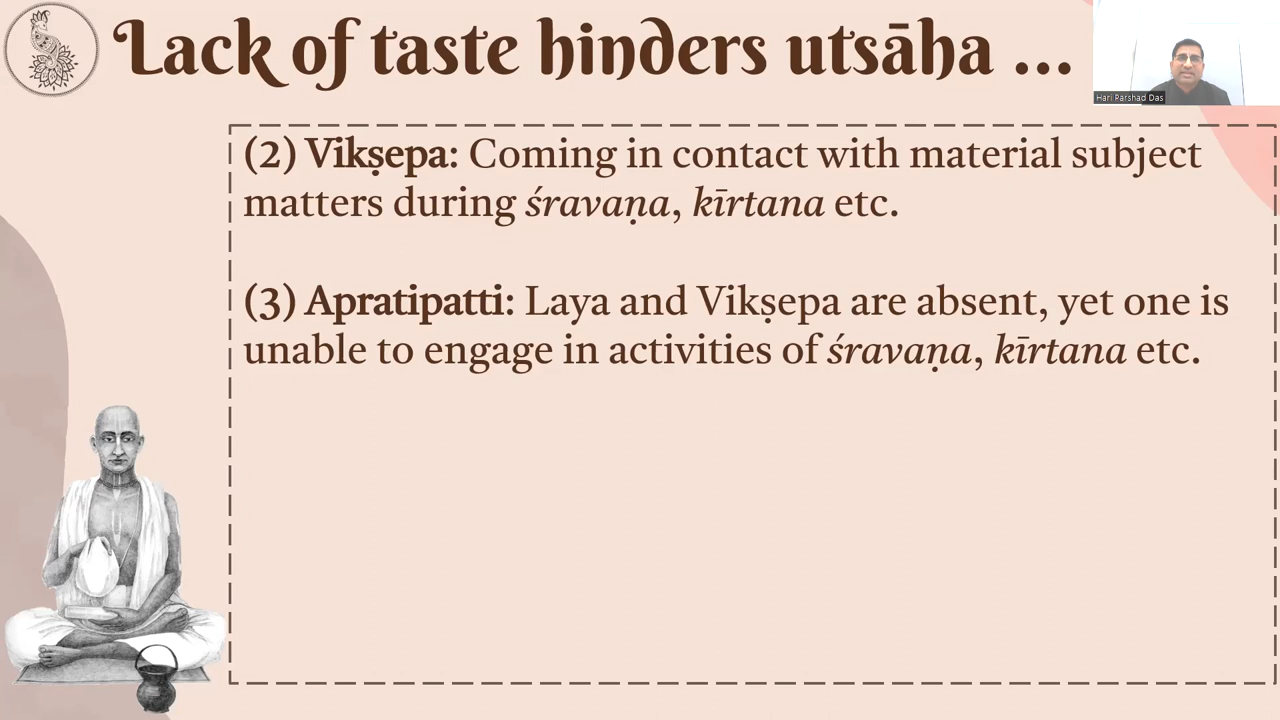 Lack of taste hinders utsāha ...
Hari Parshad Das
(2) Vikṣepa: Coming in contact with material subject
matters during śravaṇa, kīrtana etc.
(3) Apratipatti: Laya and Vikṣepa are absent, yet one is
unable to engage in activities of śravaṇa, kīrtana etc.